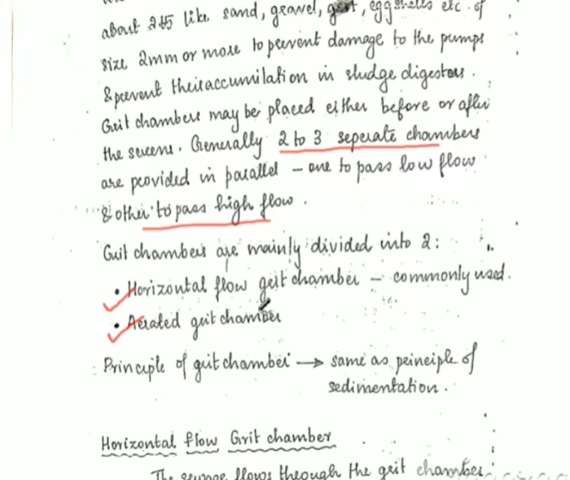 about 2.5 like sand, gravel, grit, eggshells etc. of
size 2mm or more to prevent damage to the pumps
& prevent their accumilation in sludge digestors.
Grit chambers may be placed either before or after
the screens. Generally 2 to 3 seperate chambers
are provided in parallel - one to pass low flow
& other to pass high flow.
Grit chambers are mainly divided into 2:
• Horizontal flow grit chamber - commonly used.
• Aerated grit chamber
Principle of grit chamber → same as principle of
sedimentation.
Horizontal flow Grit chamber
The sewage flows through the grit chamber